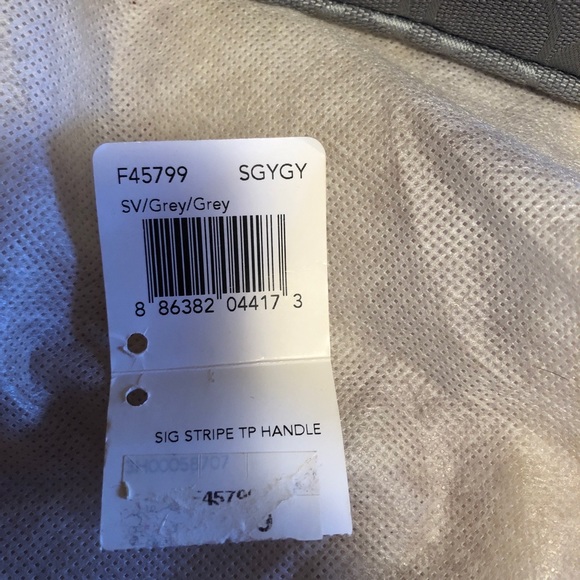 F45799 SGYGY
SV/Grey/Grey
8 86382 04417 3
SIG STRIPE TP HANDLE